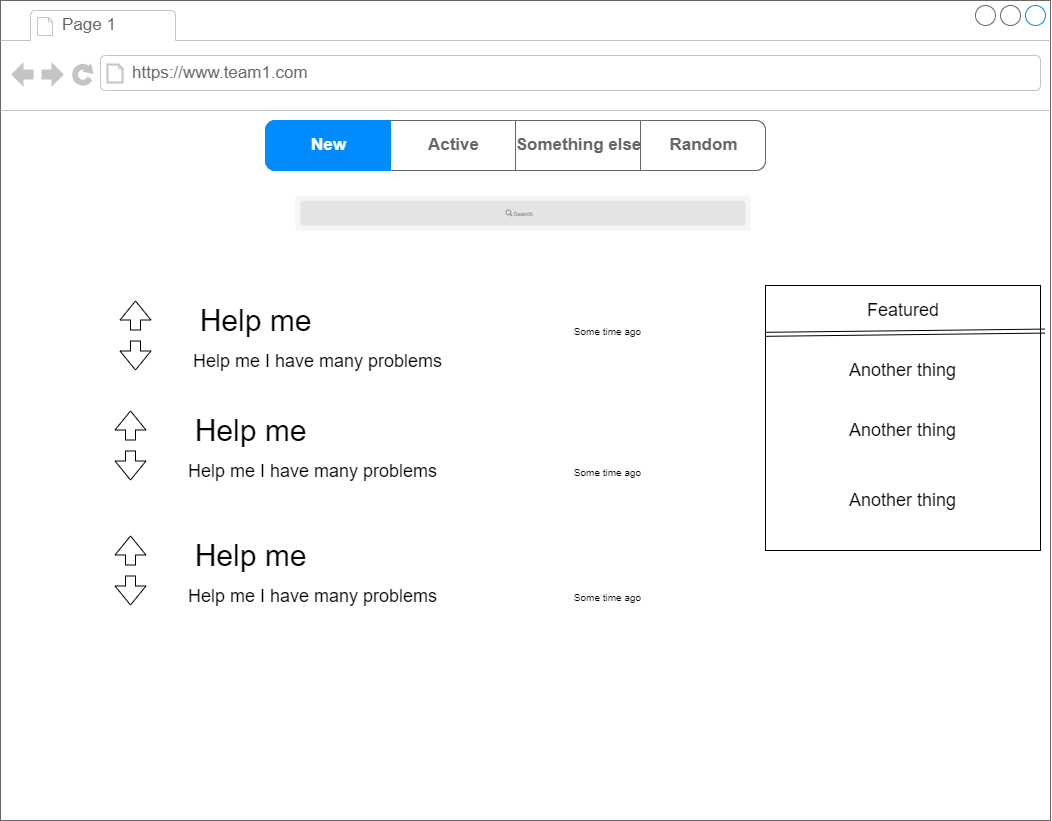 Page 1
https://www.team1.com
New Active Something else Random
Search
Help me
Some time ago
Help me I have many problems
Help me
Help me I have many problems
Some time ago
Help me
Help me I have many problems
Some time ago
Featured
Another thing
Another thing
Another thing